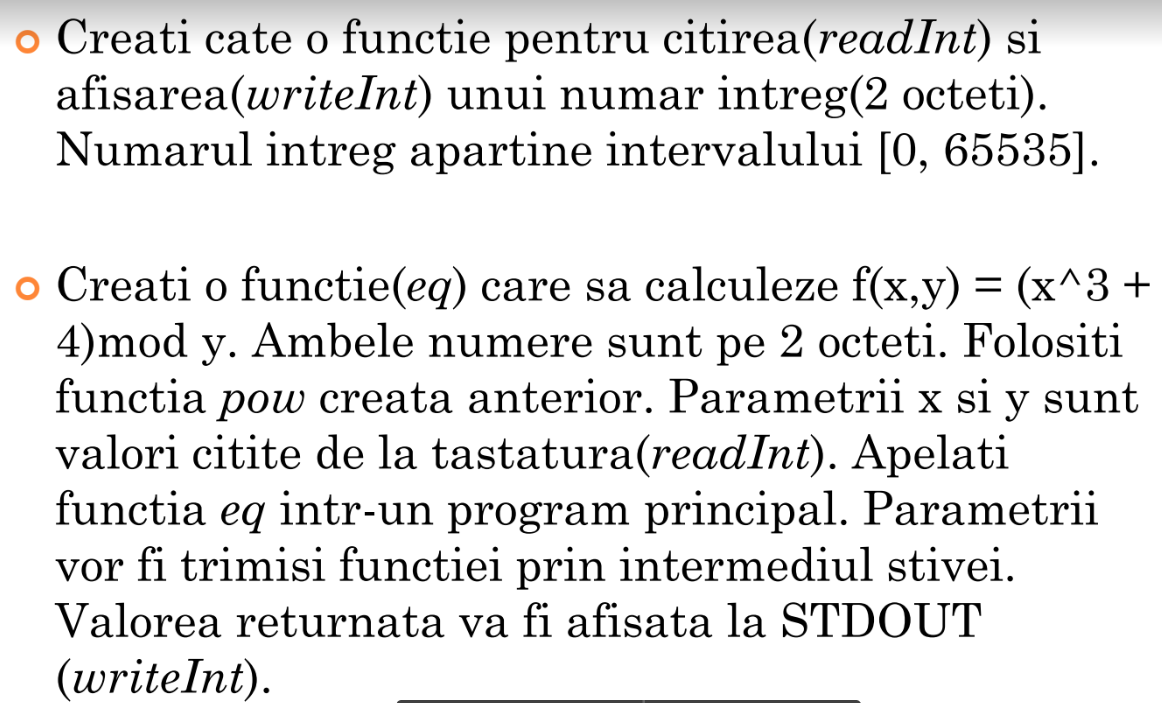 Creati cate o functie pentru citirea(readInt) si
afisarea(writeInt) unui numar intreg(2 octeti).
Numarul intreg apartine intervalului [0, 65535].
Creati o functie(eq) care sa calculeze f(x,y) = (x^3 +
4)mod y. Ambele numere sunt pe 2 octeti. Folositi
functia pow creata anterior. Parametrii x si y sunt
valori citite de la tastatura(readInt). Apelati
functia eq intr-un program principal. Parametrii
vor fi trimisi functiei prin intermediul stivei.
Valorea returnata va fi afisata la STDOUT
(writeInt).